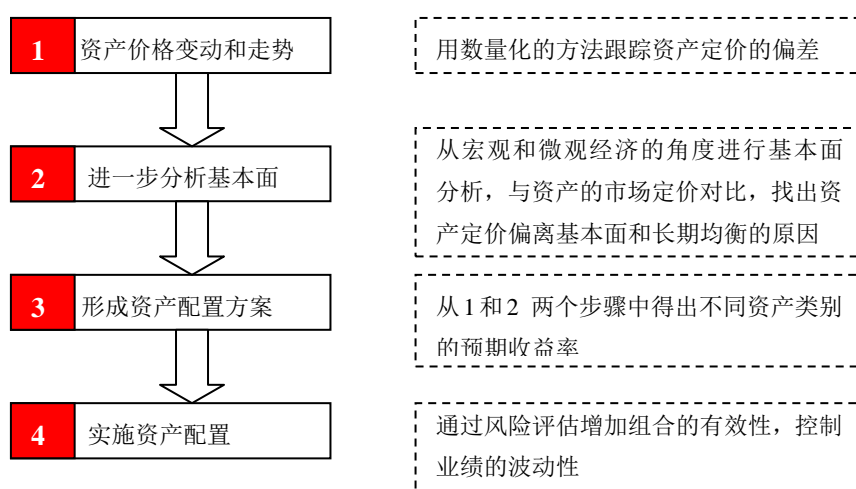 1 资产价格变动和走势
用数量化的方法跟踪资产定价的偏差
2 进一步分析基本面
从宏观和微观经济的角度进行基本面
分析，与资产的市场定价对比，找出资
产定价偏离基本面和长期均衡的原因
3 形成资产配置方案
从1和2 两个步骤中得出不同资产类别
的预期收益率
4 实施资产配置
通过风险评估增加组合的有效性，控制
业绩的波动性